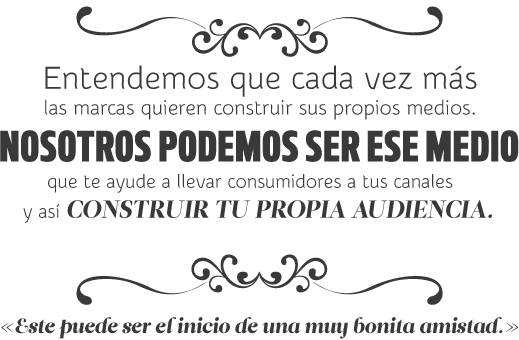 Entendemos que cada vez más
las marcas quieren construir sus propios medios.
NOSOTROS PODEMOS SER ESE MEDIO
que te ayude a llevar consumidores a tus canales
y así CONSTRUIR TU PROPIA AUDIENCIA.
«Este puede ser el inicio de una muy bonita amistad.»